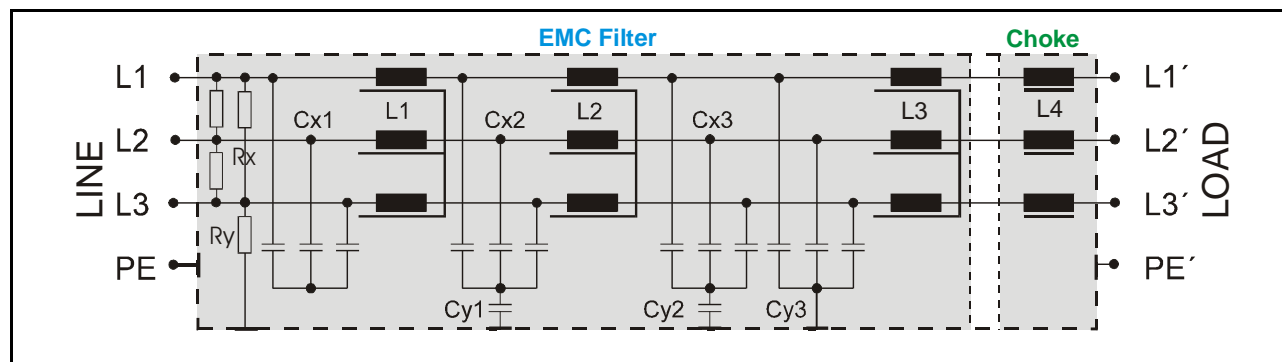 EMC Filter
Choke
L1
L1´
L1
L2
L3
L4
Cx1
Cx2
Cx3
L2
L2´
Rx
LINE
LOAD
L3
L3´
Ry
PE
PE´
Cy1
Cy2
Cy3